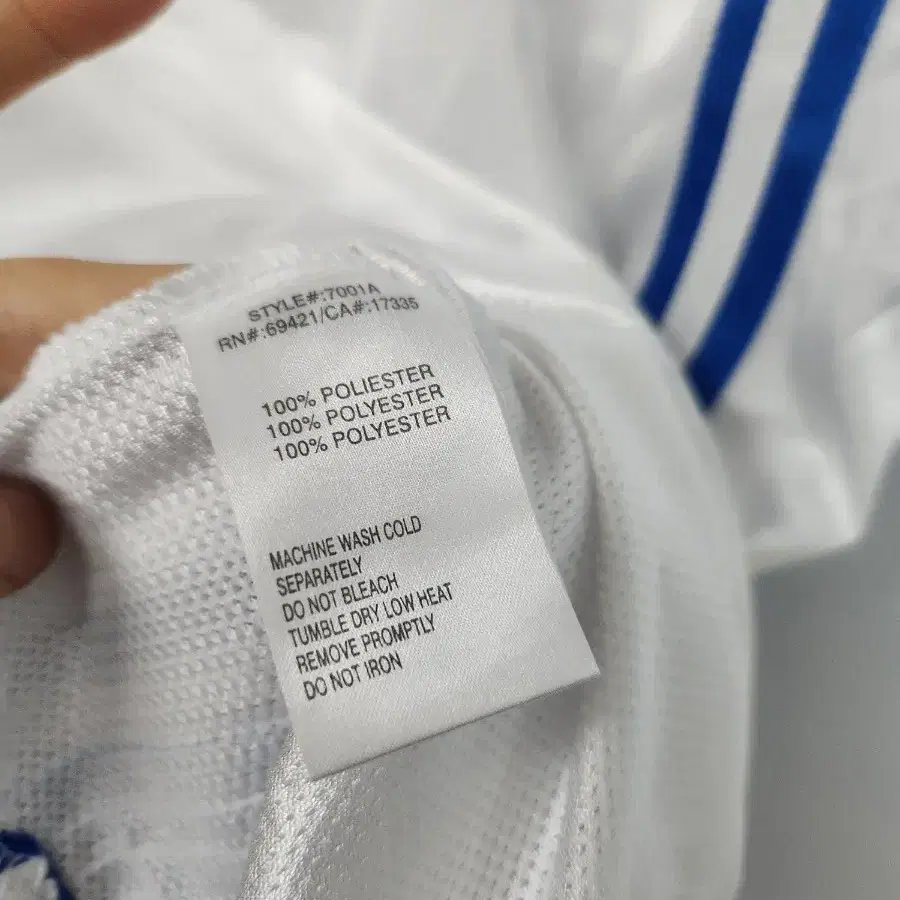 STYLE#:7001A
RN#:69421/CA#:17335
100% POLIESTER
100% POLYESTER
100% POLYESTER
MACHINE WASH COLD
SEPARATELY
DO NOT BLEACH
TUMBLE DRY LOW HEAT
REMOVE PROMPTLY
DO NOT IRON